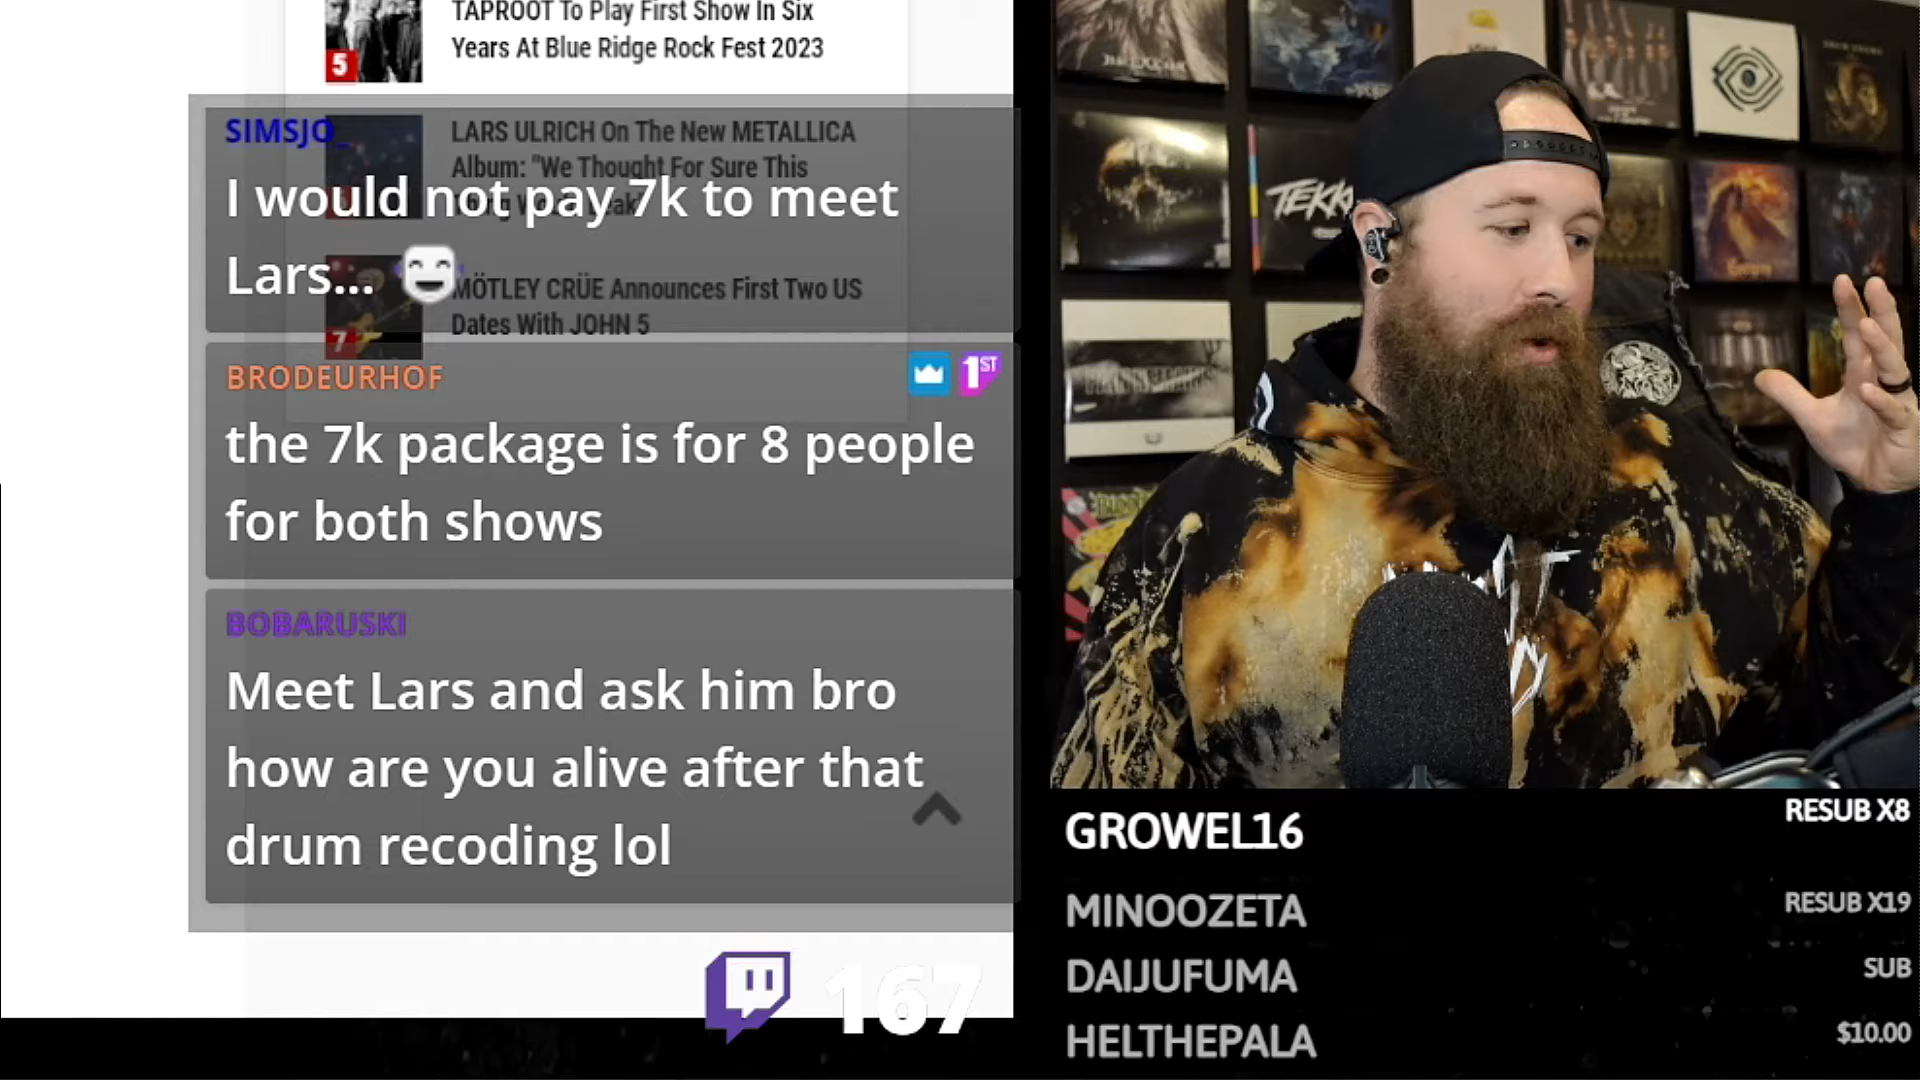 TAPROOT To Play First Show In Six
Years At Blue Ridge Rock Fest 2023
5
LARS ULRICH On The New METALLICA
Album: "We Thought For Sure This
SIMSJO_
I would not pay 7k to meet
Lars...
MÖTLEY CRÜE Announces First Two US
Dates With JOHN 5
7
BRODEURHOF
1ST
the 7k package is for 8 people
for both shows
BOBARUSKI
Meet Lars and ask him bro
how are you alive after that
drum recoding lol
167
GROWEL16
RESUB X8
MINOOZETA
RESUB X19
DAIJUFUMA
SUB
HELTHEPALA
$10.00